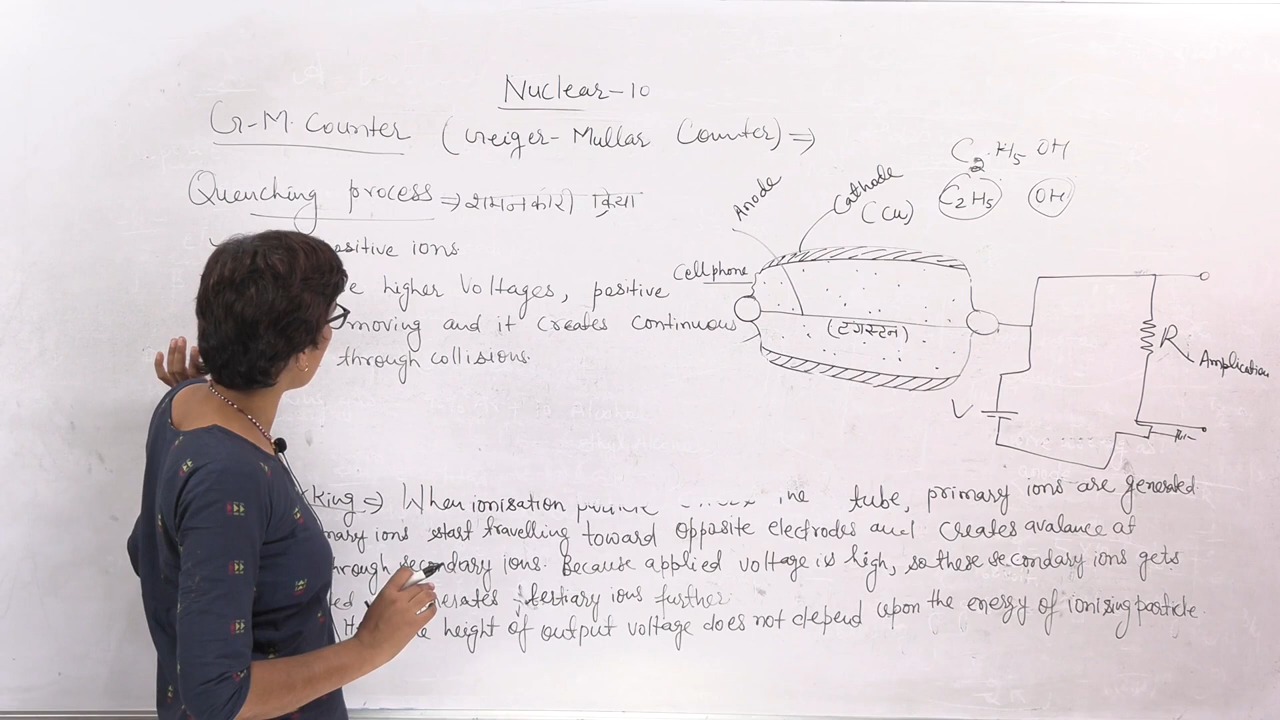 Nuclear-10
G-M. Counter (Geiger-Mullar Counter) ⇒
Quenching process ⇒ शमनकारी क्रिया
positive ions
higher Voltages, positive
moving and it creates continuous
through collisions.
C2 H5 OH
C2H5 OH
Anode
Cathode
(Cu)
Cellphone
(टंगस्टन)
V
R
Amplication
When ionisation the tube, primary ions are generated
ions start travelling toward opposite electrodes and creates avalance of
through secondary ions. Because applied voltage is high, so these secondary ions gets
tertiary ions further.
height of output voltage does not depend upon the energy of ionising particle.